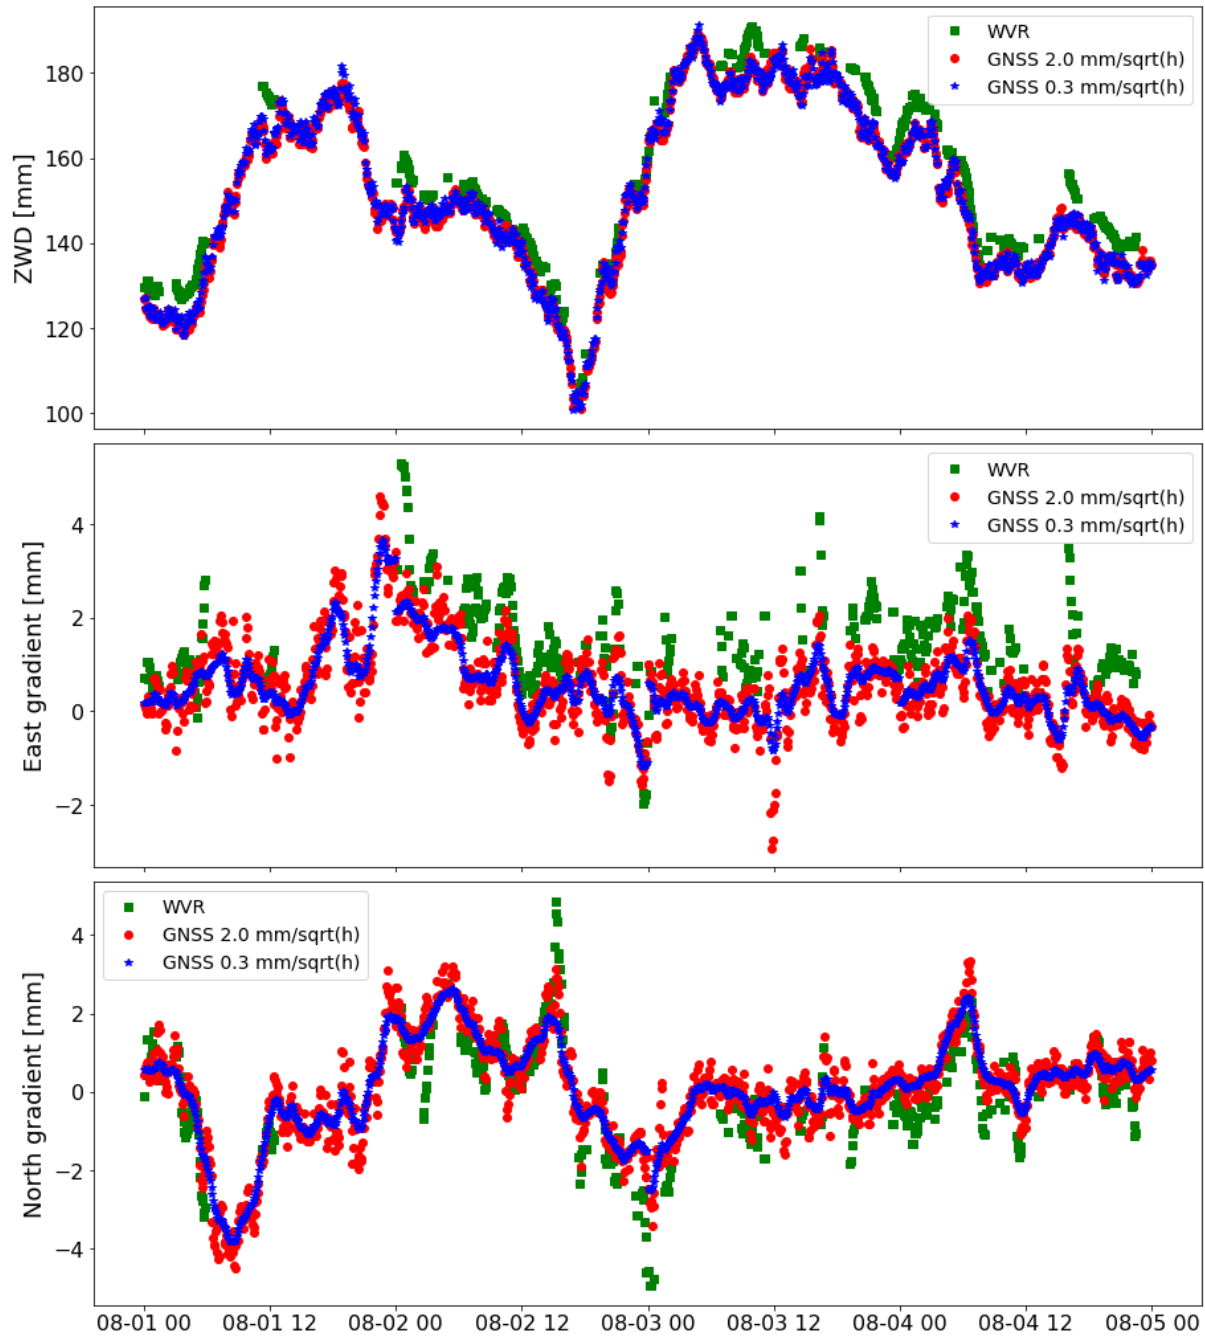 WVR
GNSS 2.0 mm/sqrt(h)
GNSS 0.3 mm/sqrt(h)
180
160
140
120
100
ZWD [mm]
WVR
GNSS 2.0 mm/sqrt(h)
GNSS 0.3 mm/sqrt(h)
4
2
0
−2
East gradient [mm]
WVR
GNSS 2.0 mm/sqrt(h)
GNSS 0.3 mm/sqrt(h)
4
2
0
−2
−4
North gradient [mm]
08-01 00 08-01 12 08-02 00 08-02 12 08-03 00 08-03 12 08-04 00 08-04 12 08-05 00